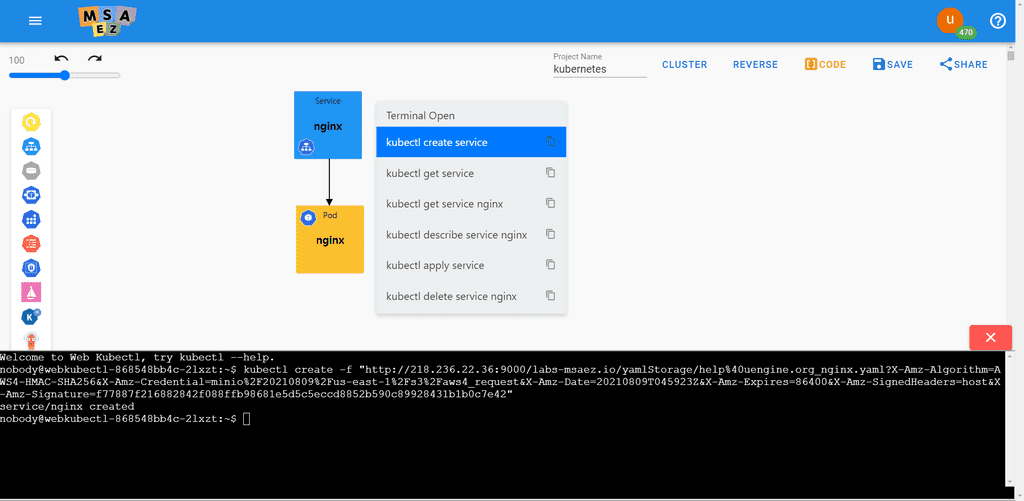 MSA
EZ
u
470
?
100
Project Name
kubernetes
CLUSTER
REVERSE
CODE
SAVE
SHARE
Service
nginx
Pod
nginx
Terminal Open
kubectl create service
kubectl get service
kubectl get service nginx
kubectl describe service nginx
kubectl apply service
kubectl delete service nginx
K
Welcome to Web Kubectl, try kubectl --help.
nobody@webkubectl-868548bb4c-2lxzt:~$ kubectl create -f "http://218.236.22.36:9000/labs-msaez.io/yamlStorage/help%40uengine.org_nginx.yaml?X-Amz-Algorithm=A
WS4-HMAC-SHA256&X-Amz-Credential=minio%2F20210809%2Fus-east-1%2Fs3%2Faws4_request&X-Amz-Date=20210809T045923Z&X-Amz-Expires=86400&X-Amz-SignedHeaders=host&X
-Amz-Signature=f77887f216882842f088ffb98681e5d5c5eccd8852b590c89928431b1b0c7e42"
service/nginx created
nobody@webkubectl-868548bb4c-2lxzt:~$